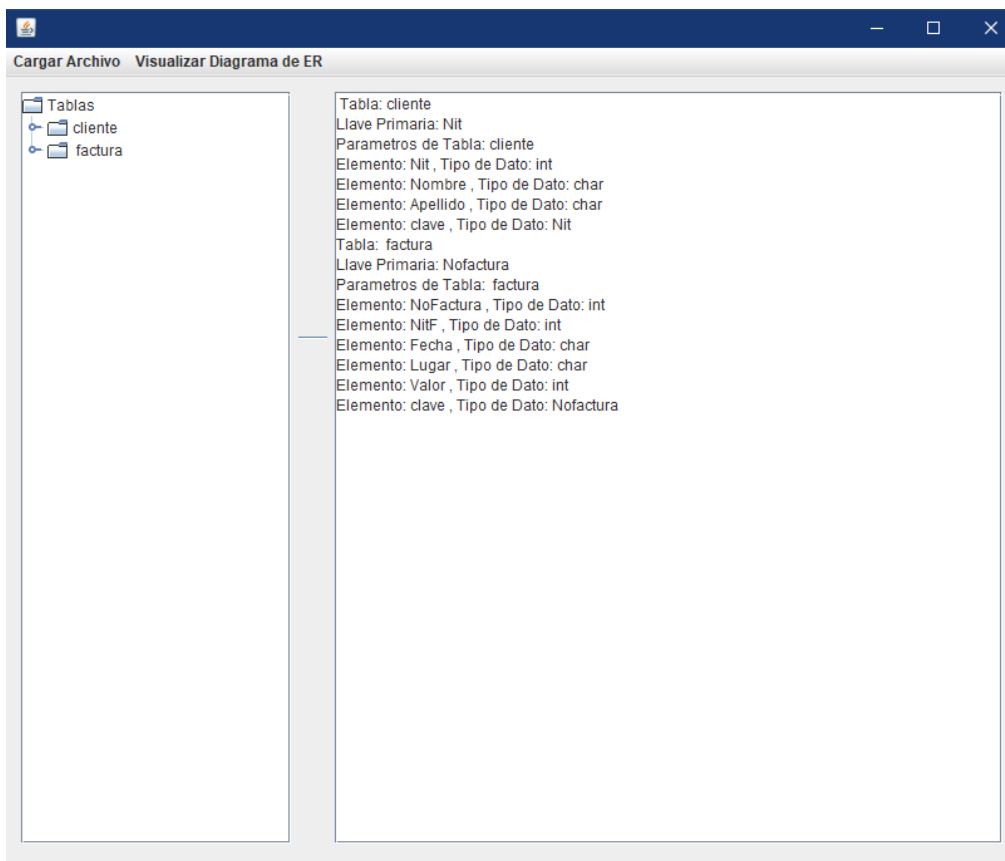 Cargar Archivo Visualizar Diagrama de ER
Tablas
cliente
factura
Tabla: cliente
Llave Primaria: Nit
Parametros de Tabla: cliente
Elemento: Nit , Tipo de Dato: int
Elemento: Nombre , Tipo de Dato: char
Elemento: Apellido , Tipo de Dato: char
Elemento: clave , Tipo de Dato: Nit
Tabla: factura
Llave Primaria: Nofactura
Parametros de Tabla: factura
Elemento: NoFactura , Tipo de Dato: int
Elemento: NitF , Tipo de Dato: int
Elemento: Fecha , Tipo de Dato: char
Elemento: Lugar , Tipo de Dato: char
Elemento: Valor , Tipo de Dato: int
Elemento: clave , Tipo de Dato: Nofactura